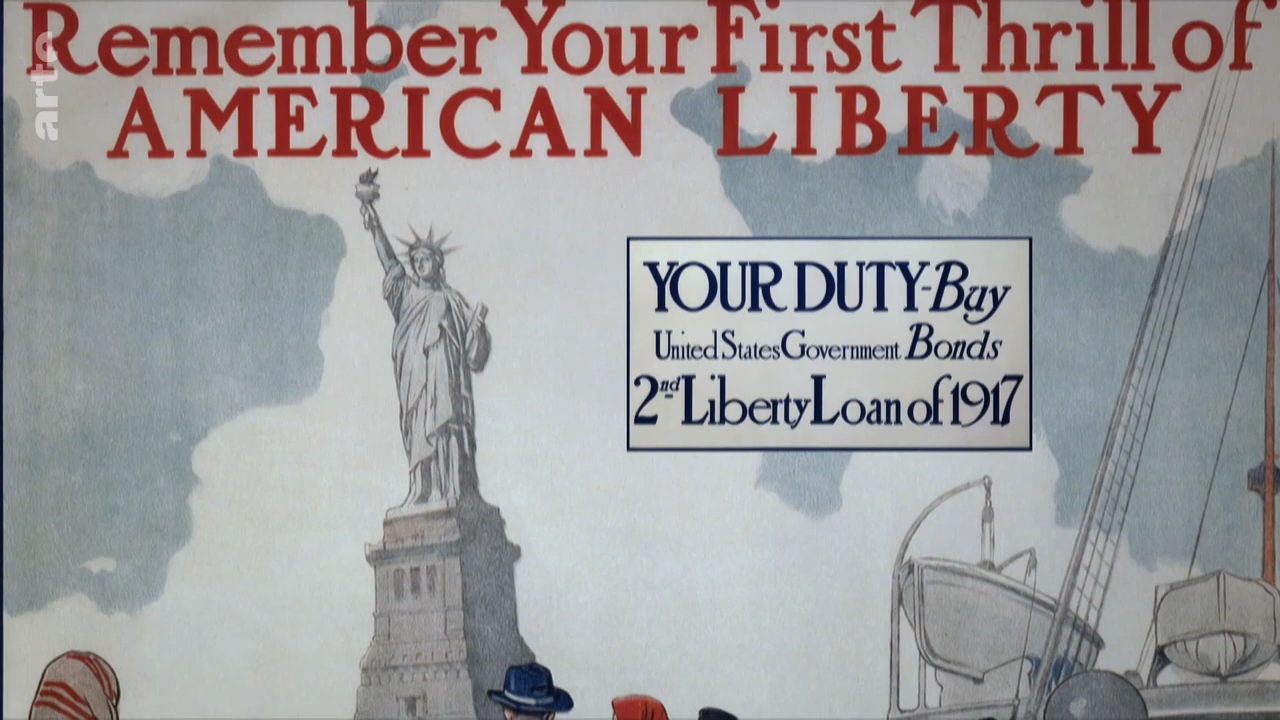 Remember Your First Thrill of
AMERICAN LIBERTY
arte
YOUR DUTY-Buy
United States Government Bonds
2nd Liberty Loan of 1917